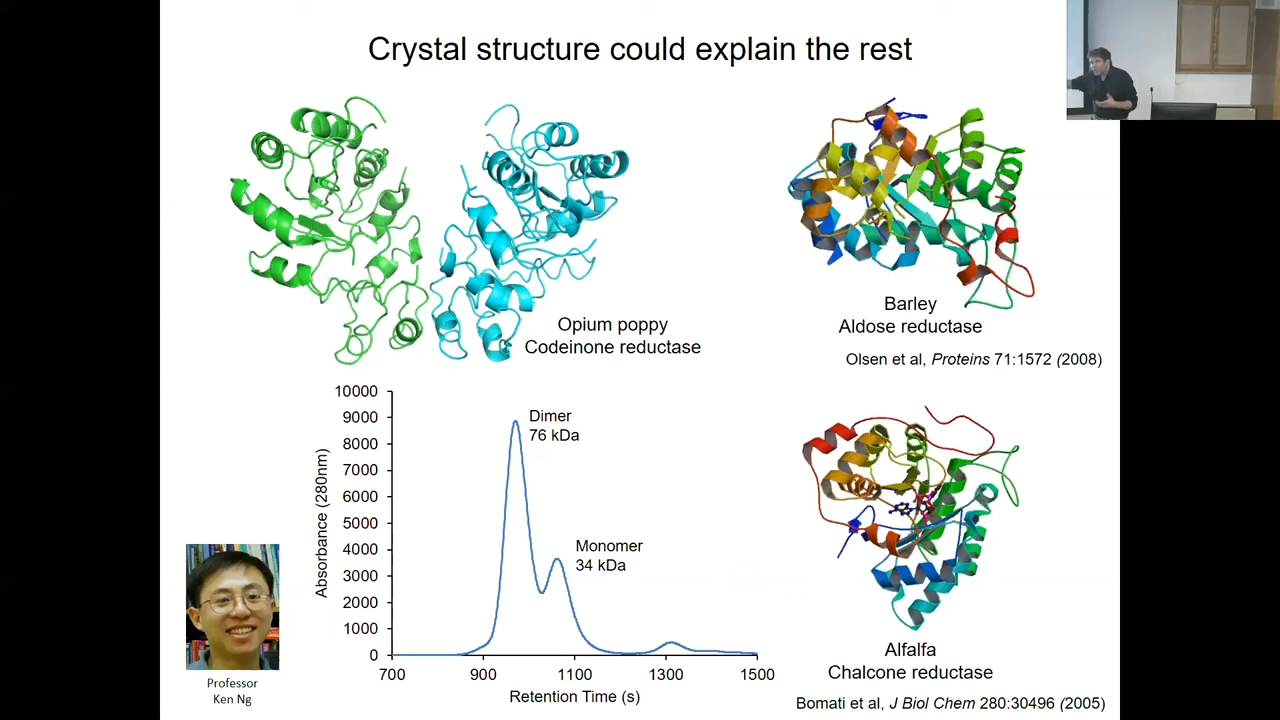 Crystal structure could explain the rest
Opium poppy
Codeinone reductase
Barley
Aldose reductase
Olsen et al, Proteins 71:1572 (2008)
10000
9000
8000
7000
6000
5000
4000
3000
2000
1000
0
Absorbance (280nm)
Dimer
76 kDa
Monomer
34 kDa
700
900
1100
1300
1500
Retention Time (s)
Professor
Ken Ng
Alfalfa
Chalcone reductase
Bomati et al, J Biol Chem 280:30496 (2005)